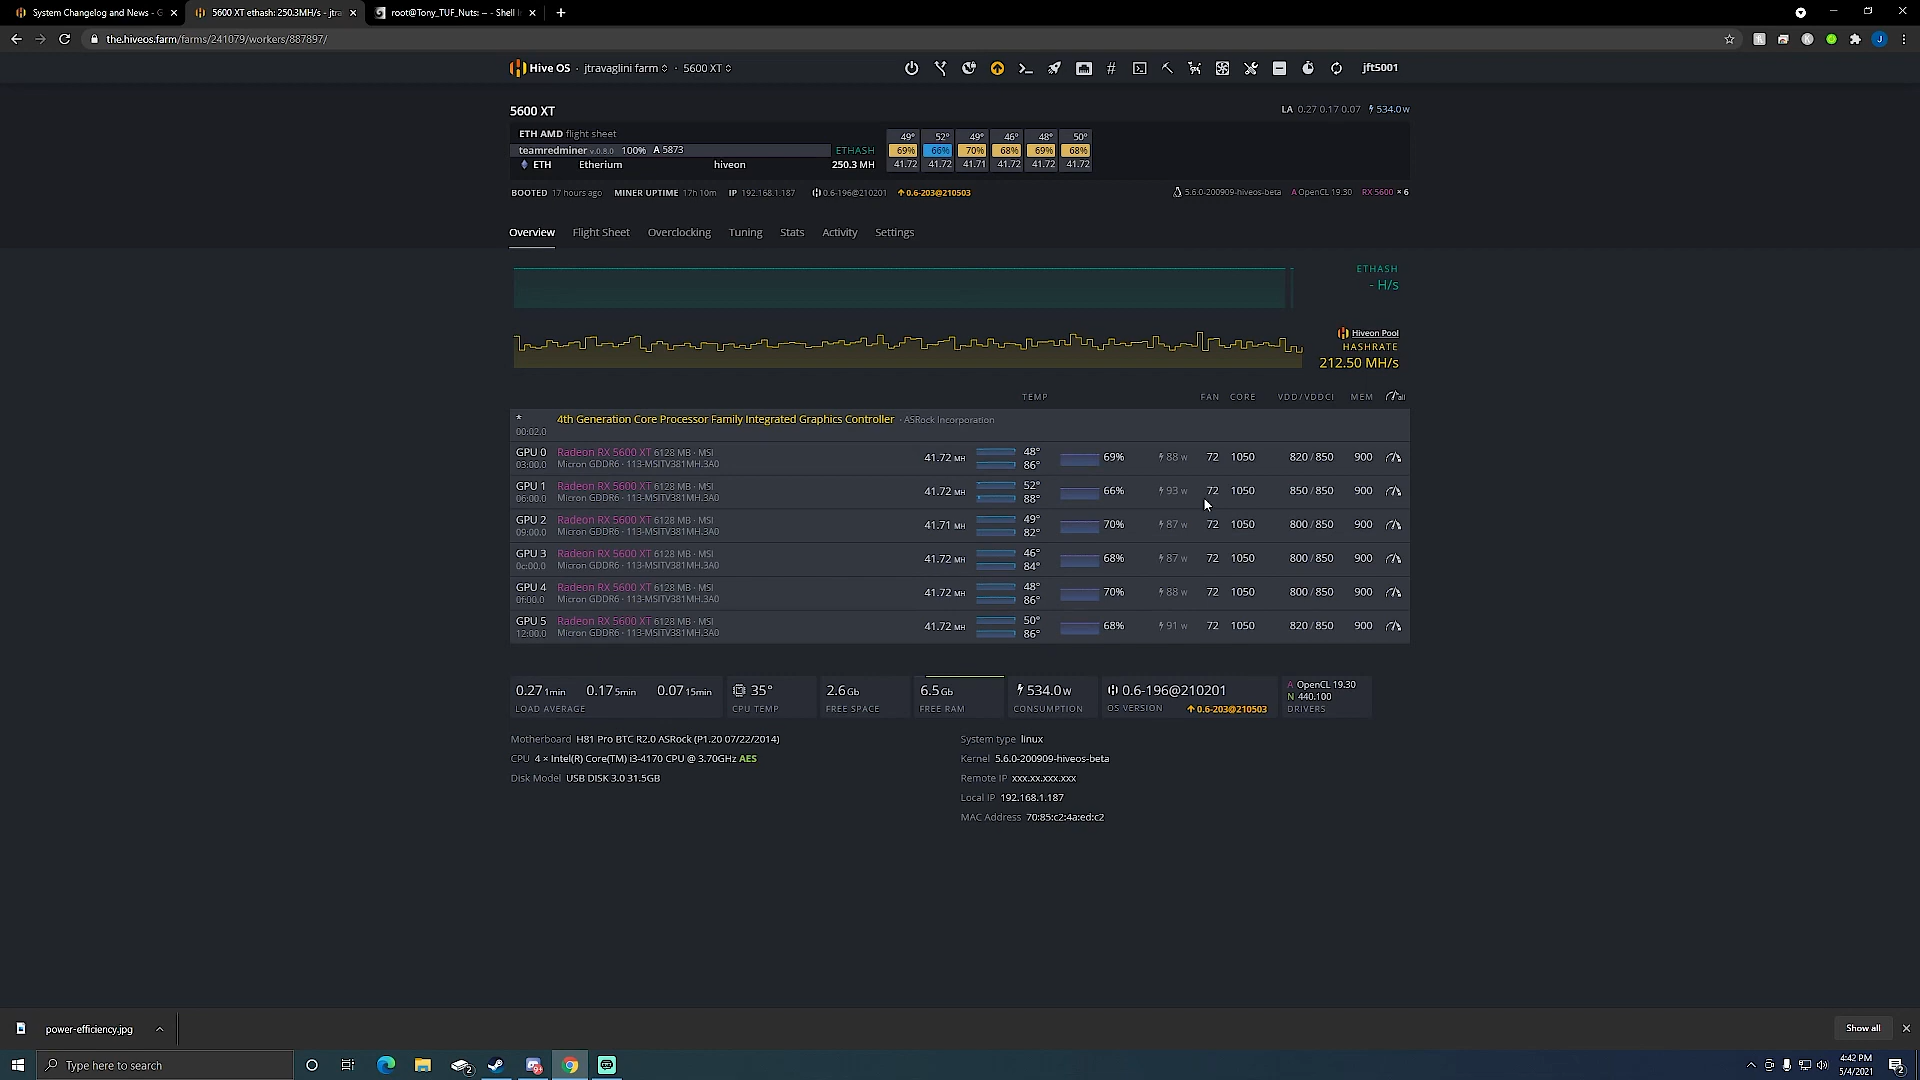 System Changelog and News - G
5600 XT ethash: 250.3MH/s - jtra
root@Tony_TUF_Nuts: ~ - Shell I
the.hiveos.farm/farms/241079/workers/887897/
Hive OS · jtravaglini farm · 5600 XT
jft5001
5600 XT
LA 0.27 0.17 0.07 534.0w
ETH AMD flight sheet
49° 52° 49° 46° 48° 50°
teamredminer v.0.8.0 100% A 5873 ETHASH
69% 66% 70% 68% 69% 68%
ETH Etherium hiveon 250.3 MH
41.72 41.72 41.71 41.72 41.72 41.72
BOOTED 17 hours ago MINER UPTIME 17h 10m IP 192.168.1.187 0.6-196@210201 0.6-203@210503
5.6.0-200909-hiveos-beta A OpenCL 19.30 RX 5600 × 6
Overview Flight Sheet Overclocking Tuning Stats Activity Settings
ETHASH
- H/s
Hiveon Pool
HASHRATE
212.50 MH/s
TEMP FAN CORE VDD/VDDCI MEM all
* 4th Generation Core Processor Family Integrated Graphics Controller · ASRock Incorporation
00:02.0
GPU 0 Radeon RX 5600 XT 6128 MB · MSI
03:00.0 Micron GDDR6 · 113-MSITV381MH.3A0
41.72 MH 48° 86° 69% 88 w 72 1050 820 / 850 900
GPU 1 Radeon RX 5600 XT 6128 MB · MSI
06:00.0 Micron GDDR6 · 113-MSITV381MH.3A0
41.72 MH 52° 88° 66% 93 w 72 1050 850 / 850 900
GPU 2 Radeon RX 5600 XT 6128 MB · MSI
09:00.0 Micron GDDR6 · 113-MSITV381MH.3A0
41.71 MH 49° 82° 70% 87 w 72 1050 800 / 850 900
GPU 3 Radeon RX 5600 XT 6128 MB · MSI
0c:00.0 Micron GDDR6 · 113-MSITV381MH.3A0
41.72 MH 46° 84° 68% 87 w 72 1050 800 / 850 900
GPU 4 Radeon RX 5600 XT 6128 MB · MSI
0f:00.0 Micron GDDR6 · 113-MSITV381MH.3A0
41.72 MH 48° 86° 70% 88 w 72 1050 800 / 850 900
GPU 5 Radeon RX 5600 XT 6128 MB · MSI
12:00.0 Micron GDDR6 · 113-MSITV381MH.3A0
41.72 MH 50° 86° 68% 91 w 72 1050 820 / 850 900
0.27 1min 0.17 5min 0.07 15min 35° 2.6 Gb 6.5 Gb 534.0 w 0.6-196@210201 A OpenCL 19.30
N 440.100
LOAD AVERAGE CPU TEMP FREE SPACE FREE RAM CONSUMPTION OS VERSION 0.6-203@210503 DRIVERS
Motherboard H81 Pro BTC R2.0 ASRock (P1.20 07/22/2014)
CPU 4 × Intel(R) Core(TM) i3-4170 CPU @ 3.70GHz AES
Disk Model USB DISK 3.0 31.5GB
System type linux
Kernel 5.6.0-200909-hiveos-beta
Remote IP xxx.xx.xxx.xxx
Local IP 192.168.1.187
MAC Address 70:85:c2:4a:ed:c2
power-efficiency.jpg
Show all
Type here to search
4:42 PM
5/4/2021